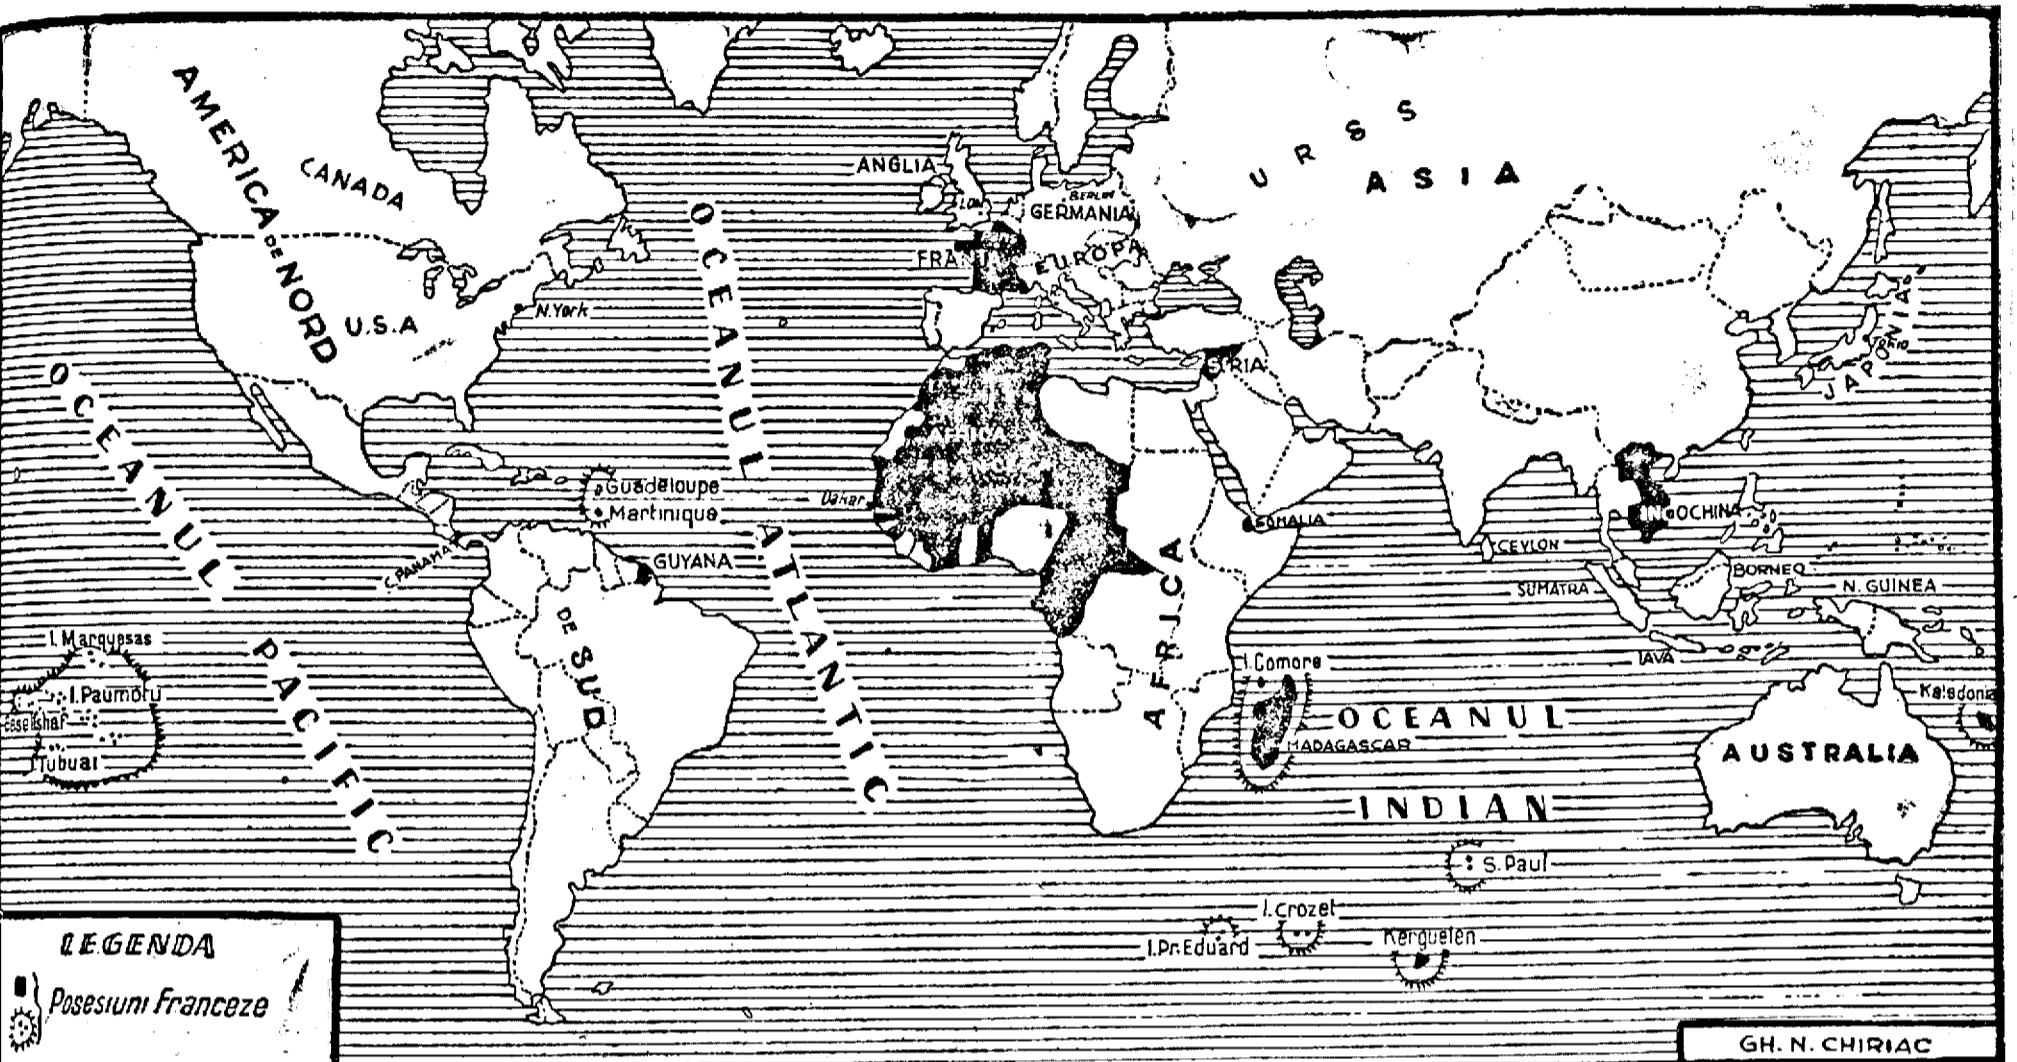 AMERICA DE NORD
CANADA
U.S.A
N.York
OCEANUL PACIFIC
OCEANUL ATLANTIC
ANGLIA
LON
BERLIN
GERMANIA
EUROPA
URSS
ASIA
SIRIA
JAPONIA
TOKIO
Guadeloupe
Martinique
C. PANAMA
GUYANA
DE SUD
Dakar
AFRICA
SOMALIA
CEYLON
SUMATRA
BORNEO
N. GUINEA
IAVA
I. Marquesas
I. Paumotu
Tubuai
I. Comore
MADAGASCAR
OCEANUL
INDIAN
AUSTRALIA
Kaledonia
S. Paul
I. Crozet
I. Pr. Eduard
Kerguelen
LEGENDA
Posesiuni Franceze
GH. N. CHIRIAC